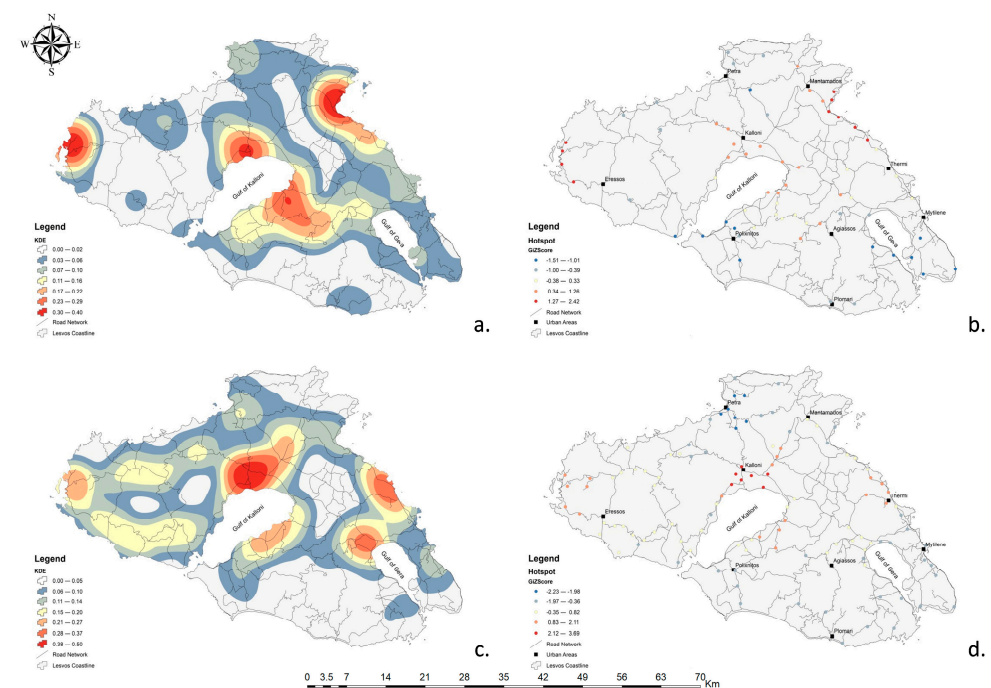 N
W
E
S
Gulf of Kalloni
Gulf of Gera
Legend
KDE
0.00 — 0.02
0.03 — 0.06
0.07 — 0.10
0.11 — 0.16
0.17 — 0.22
0.23 — 0.29
0.30 — 0.40
Road Network
Lesvos Coastline
a.
Petra
Mantamados
Kalloni
Thermi
Eressos
Gulf of Kalloni
Mytilene
Polihnitos
Agiassos
Gulf of Gera
Plomari
Legend
Hotspot
GiZScore
-1.51 — -1.01
-1.00 — -0.39
-0.38 — 0.33
0.34 — 1.26
1.27 — 2.42
Road Network
Urban Areas
Lesvos Coastline
b.
Gulf of Kalloni
Gulf of Gera
Legend
KDE
0.00 — 0.05
0.06 — 0.10
0.11 — 0.14
0.15 — 0.20
0.21 — 0.27
0.28 — 0.37
0.38 — 0.60
Road Network
Lesvos Coastline
c.
Petra
Mantamados
Kalloni
Thermi
Eressos
Gulf of Kalloni
Mytilene
Polihnitos
Agiassos
Gulf of Gera
Plomari
Legend
Hotspot
GiZScore
-2.23 — -1.98
-1.97 — -0.36
-0.35 — 0.82
0.83 — 2.11
2.12 — 3.69
Road Network
Urban Areas
Lesvos Coastline
d.
0 3.5 7 14 21 28 35 42 49 56 63 70 Km